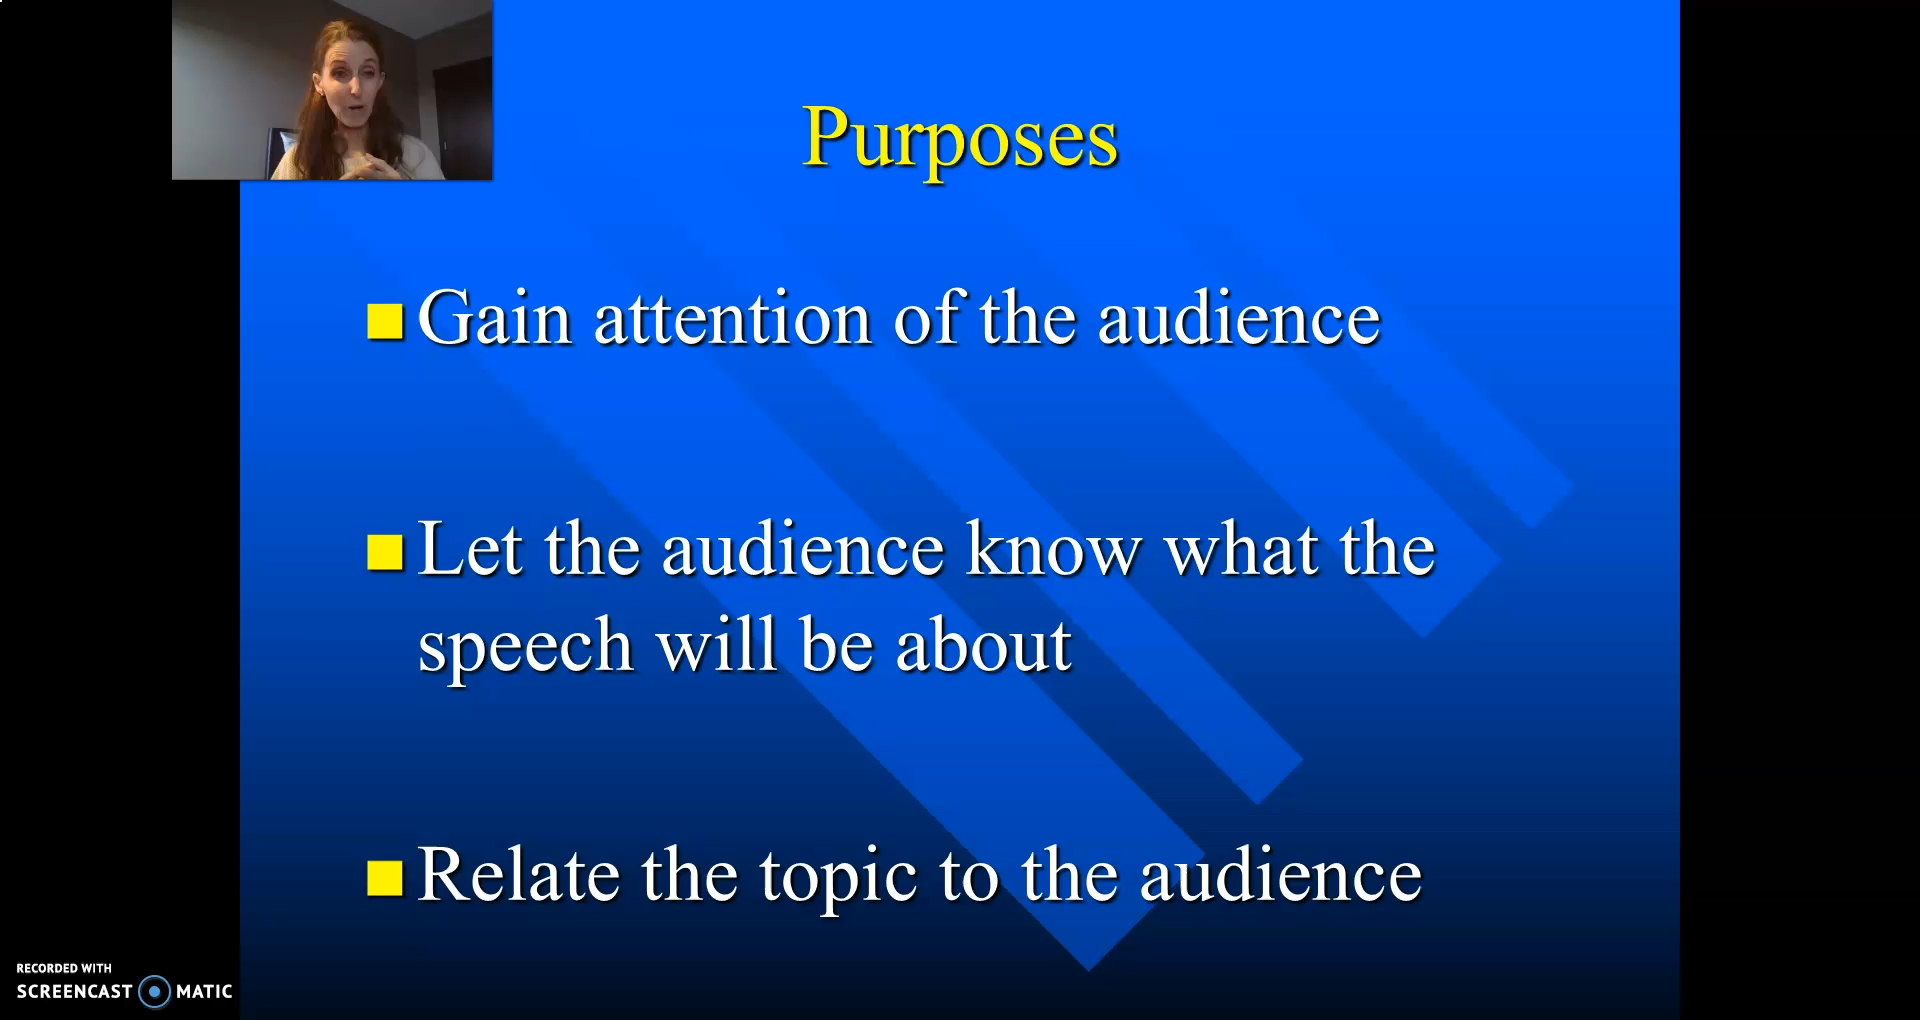 Purposes
Gain attention of the audience
Let the audience know what the
speech will be about
Relate the topic to the audience
RECORDED WITH
SCREENCAST MATIC